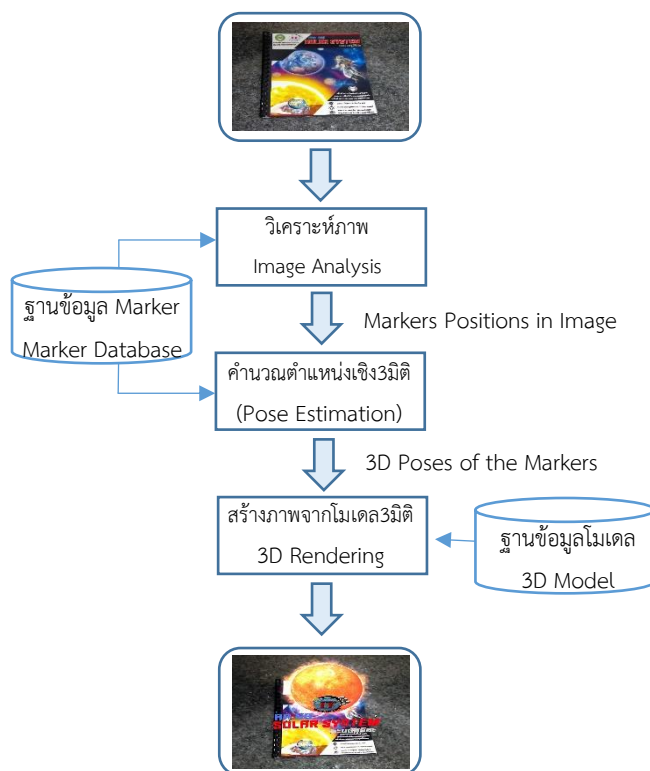 SOLAR SYSTEM
วิเคราะห์ภาพ
Image Analysis
ฐานข้อมูล Marker
Marker Database
Markers Positions in Image
คำนวณตำแหน่งเชิง3มิติ
(Pose Estimation)
3D Poses of the Markers
สร้างภาพจากโมเดล3มิติ
3D Rendering
ฐานข้อมูลโมเดล
3D Model
SOLAR SYSTEM